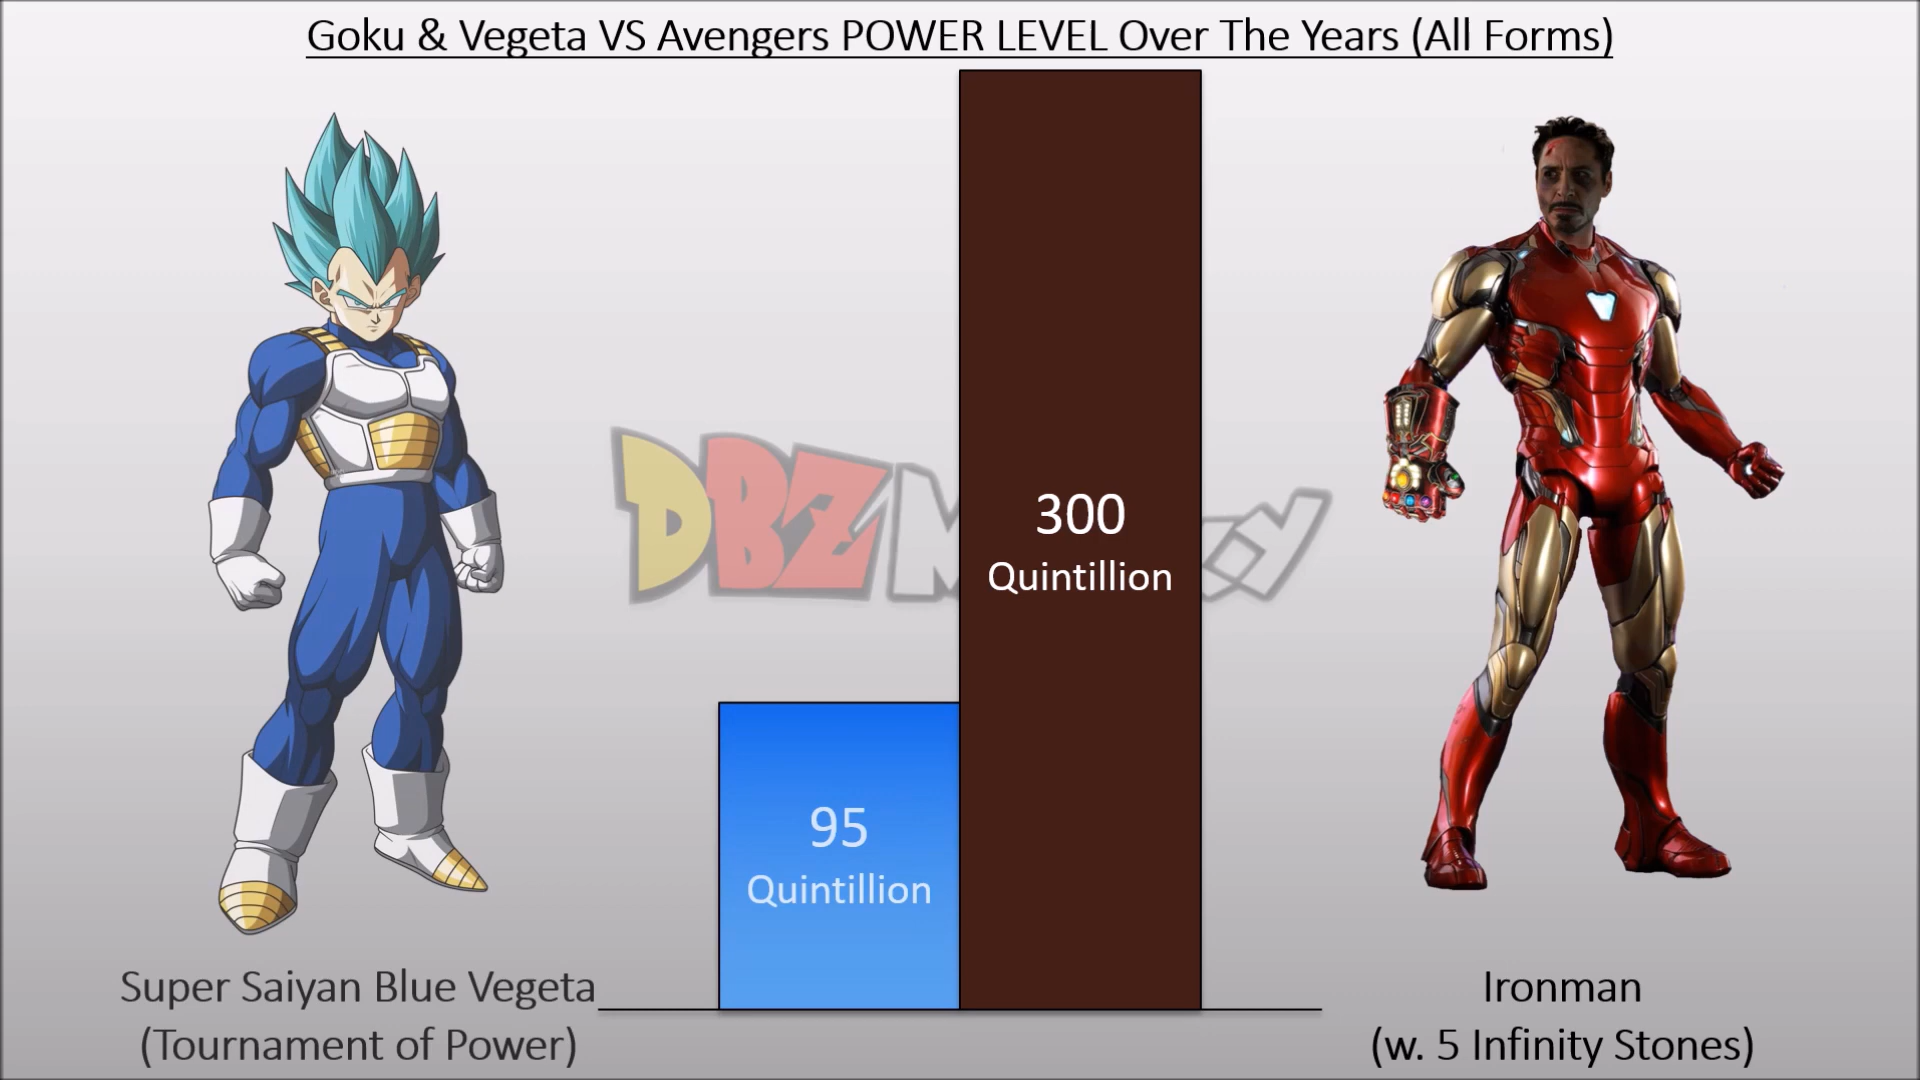 Goku & Vegeta VS Avengers POWER LEVEL Over The Years (All Forms)
DBZM
300
Quintillion
95
Quintillion
Super Saiyan Blue Vegeta
(Tournament of Power)
Ironman
(w. 5 Infinity Stones)